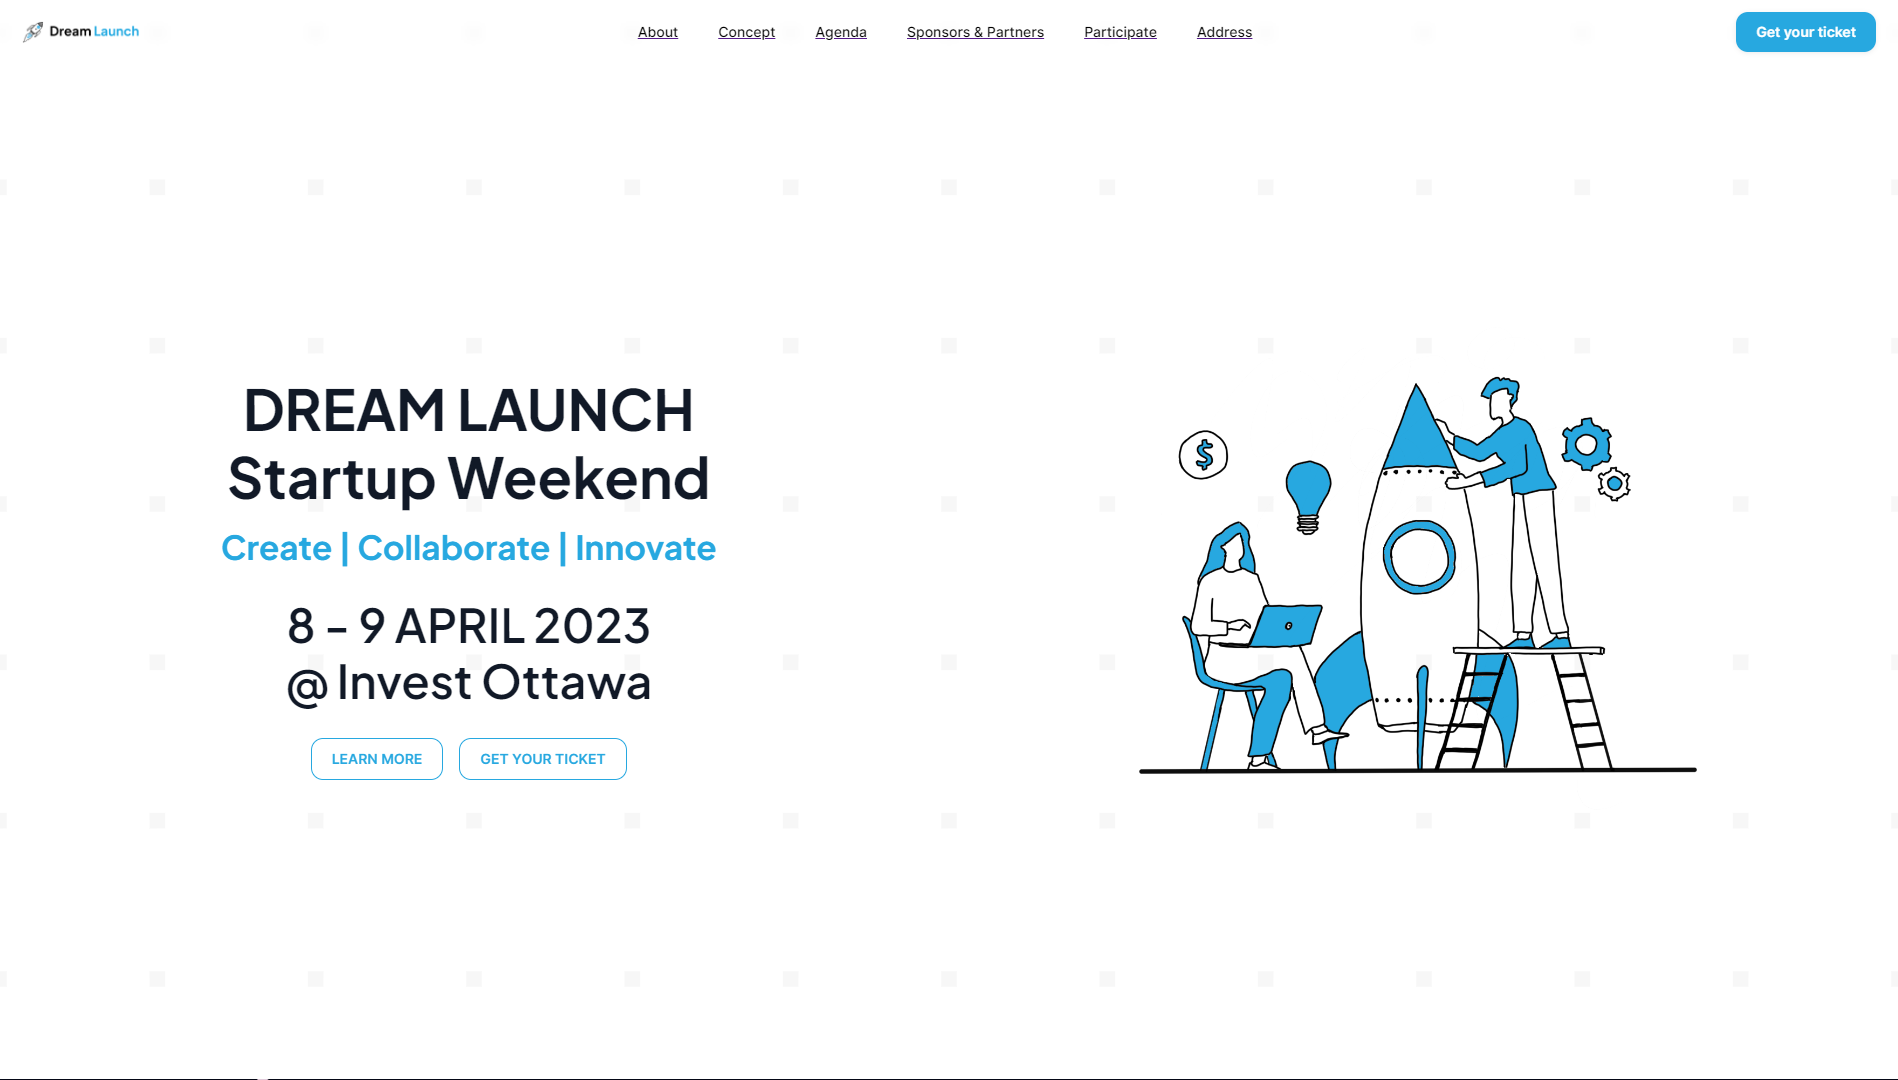 Dream Launch
About
Concept
Agenda
Sponsors & Partners
Participate
Address
Get your ticket
DREAM LAUNCH
Startup Weekend
Create | Collaborate | Innovate
8 – 9 APRIL 2023
@ Invest Ottawa
LEARN MORE
GET YOUR TICKET
$